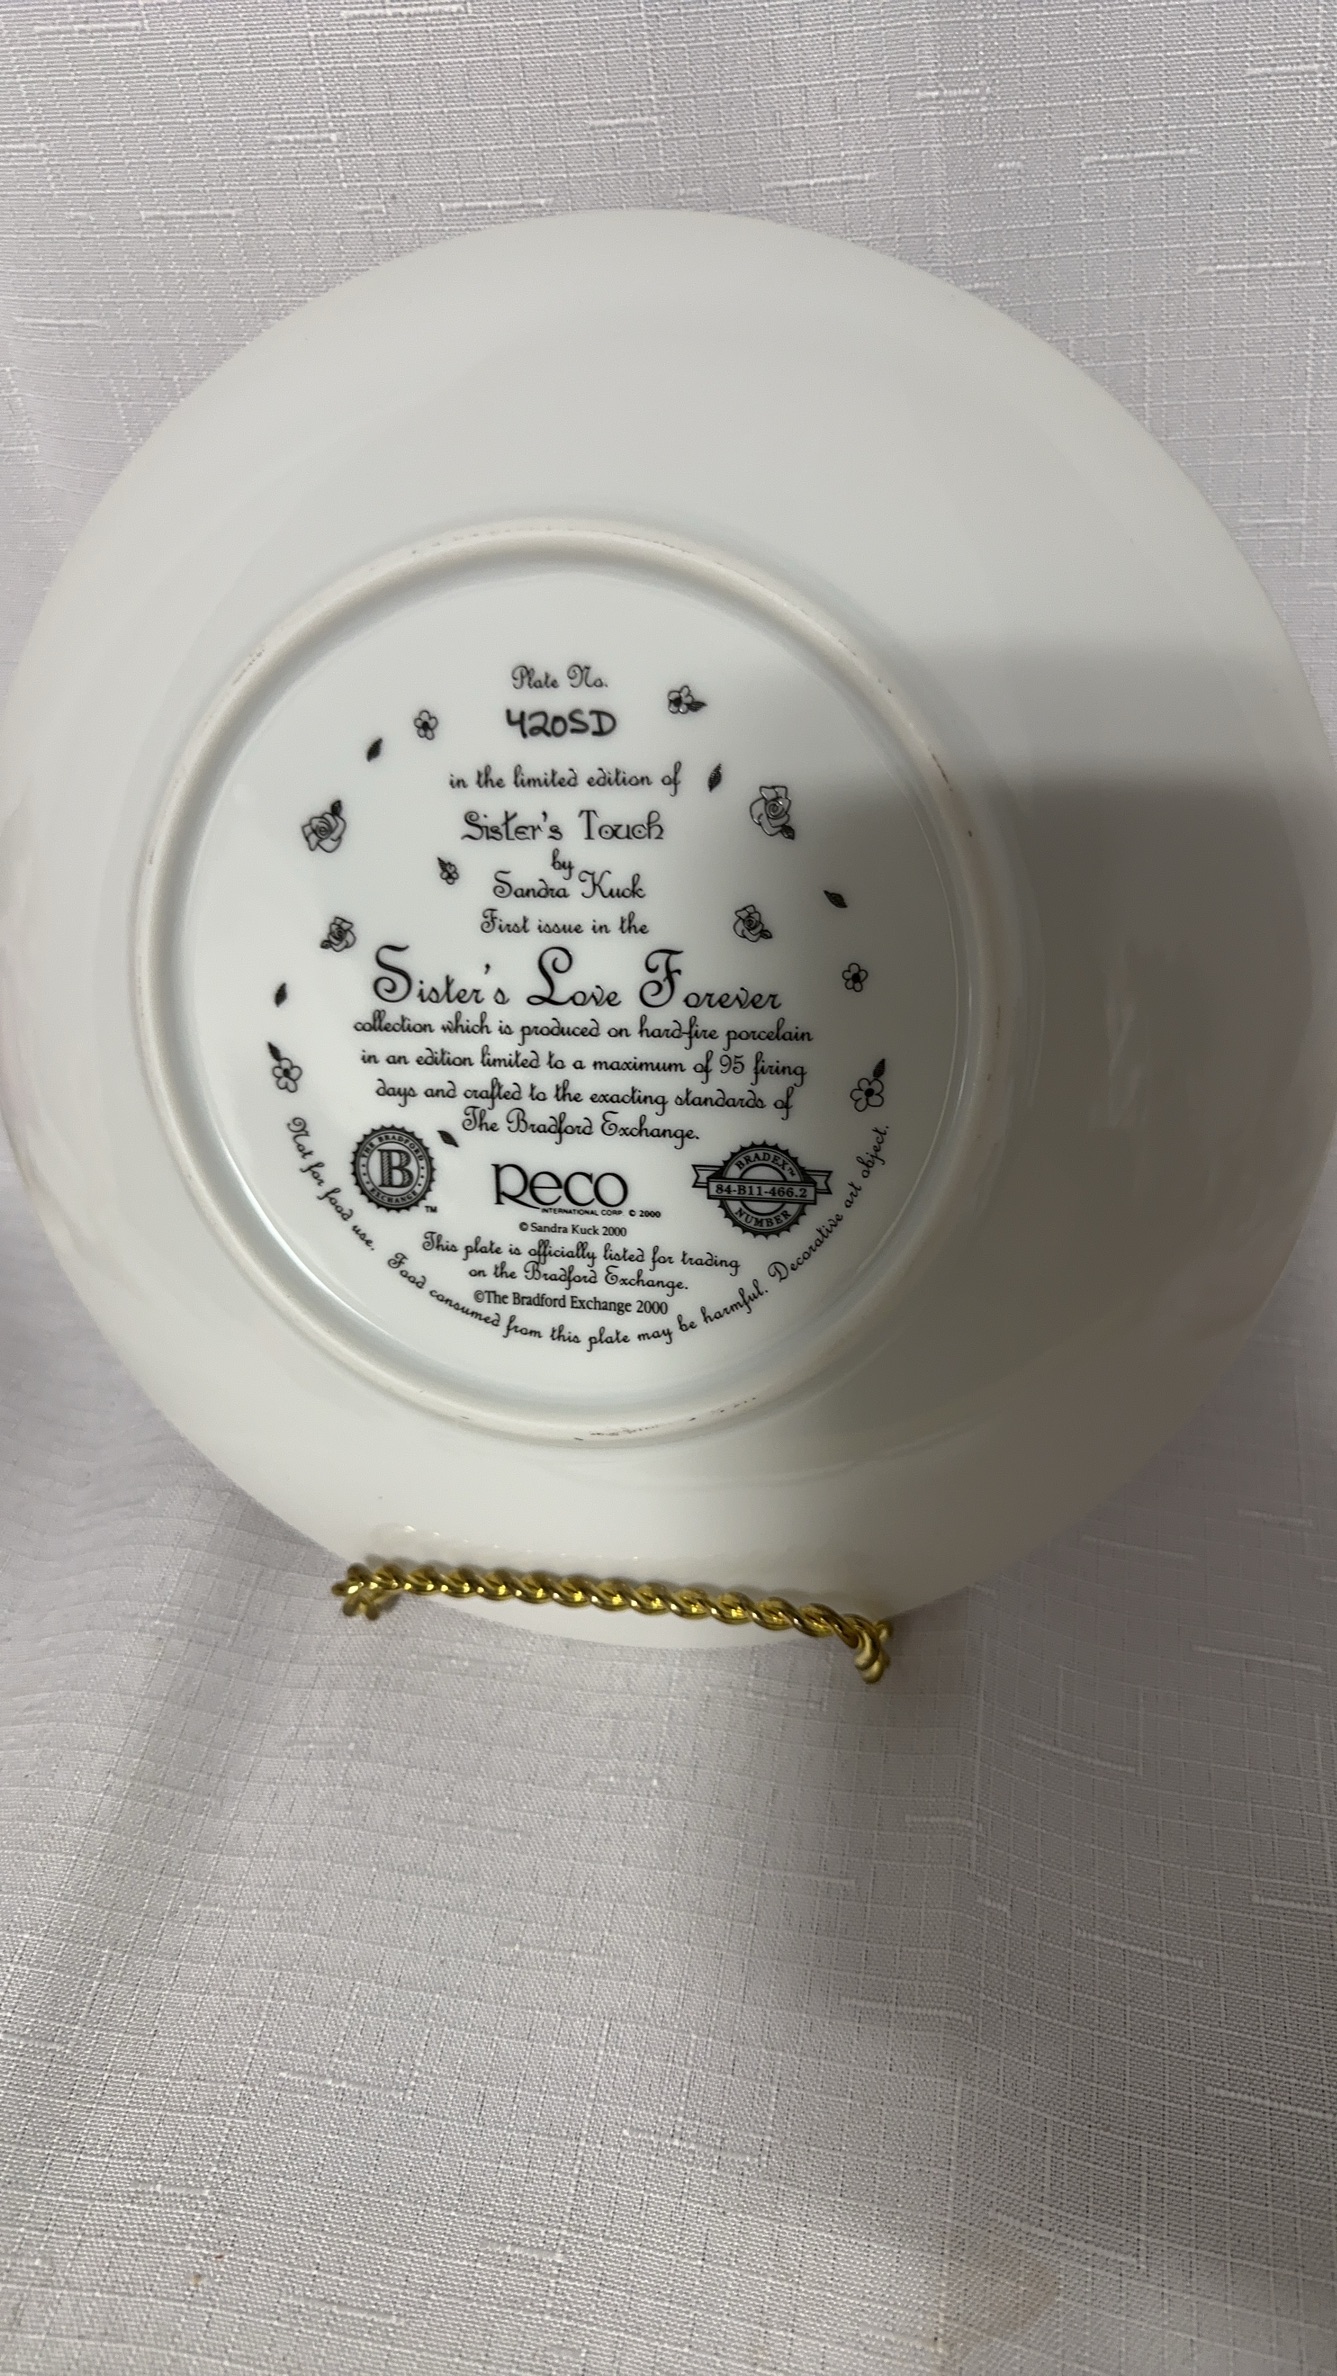 Plate No.
420SD
in the limited edition of
Sister's Touch
by
Sandra Kuck
First issue in the
Sister's Love Forever
collection which is produced on hard-fire porcelain
in an edition limited to a maximum of 95 firing
days and crafted to the exacting standards of
The Bradford Exchange.
THE BRADFORD
B
EXCHANGE
TM
Reco
INTERNATIONAL CORP. © 2000
BRADEX™
84-B11-466.2
NUMBER
© Sandra Kuck 2000
This plate is officially listed for trading
on the Bradford Exchange.
©The Bradford Exchange 2000
Not for food use. Food consumed from this plate may be harmful. Decorative art object.